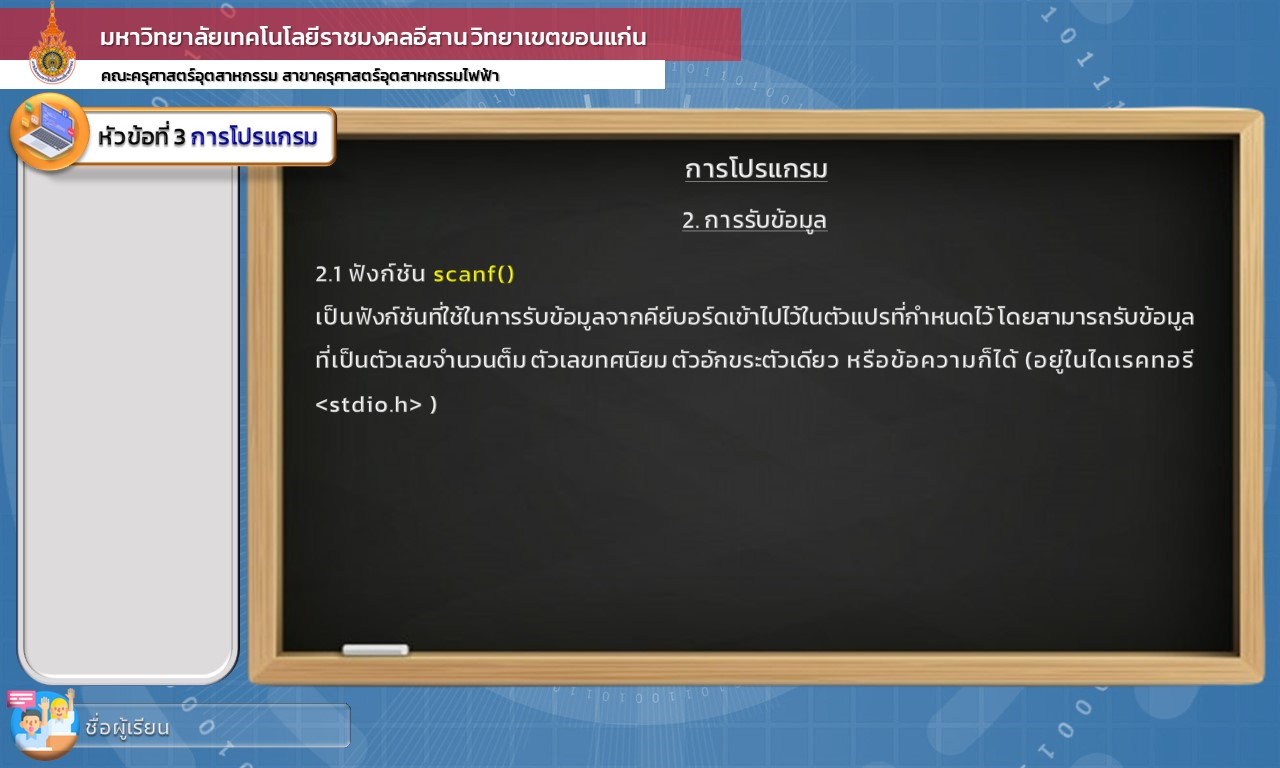 มหาวิทยาลัยเทคโนโลยีราชมงคลอีสาน วิทยาเขตขอนแก่น
คณะครุศาสตร์อุตสาหกรรม สาขาครุศาสตร์อุตสาหกรรมไฟฟ้า
หัวข้อที่ 3 การโปรแกรม
การโปรแกรม
2. การรับข้อมูล
2.1 ฟังก์ชัน scanf()
เป็นฟังก์ชันที่ใช้ในการรับข้อมูลจากคีย์บอร์ดเข้าไปไว้ในตัวแปรที่กำหนดไว้ โดยสามารถรับข้อมูล
ที่เป็นตัวเลขจำนวนต็ม ตัวเลขทศนิยม ตัวอักขระตัวเดียว หรือข้อความก็ได้ (อยู่ในไดเรคทอรี
<stdio.h> )
ชื่อผู้เรียน